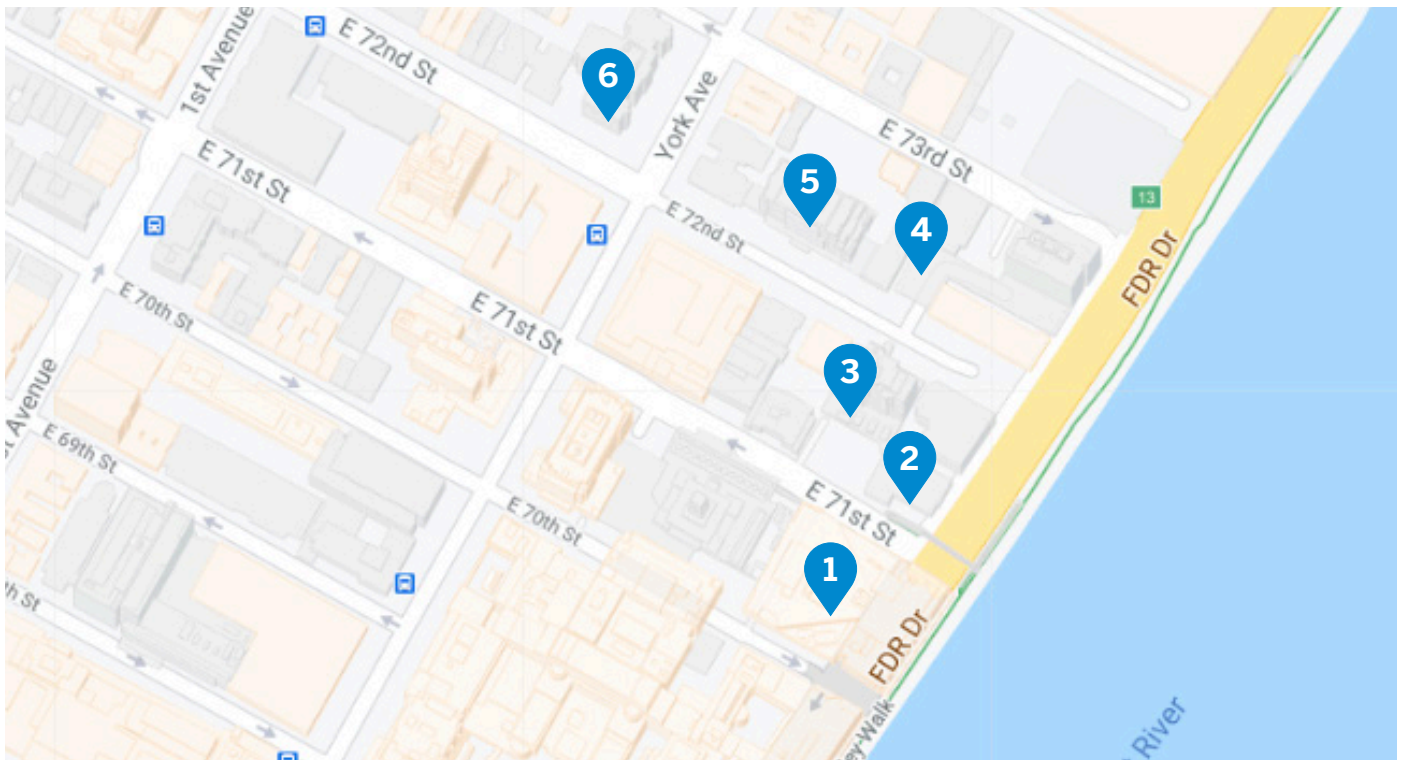 1st Avenue
E 72nd St
6
York Ave
E 73rd St
E 71st St
5
13
E 72nd St
4
FDR Dr
E 70th St
E 71st St
3
Avenue
E 69th St
2
E 71st St
E 70th St
1
St
FDR Dr
Walk
River